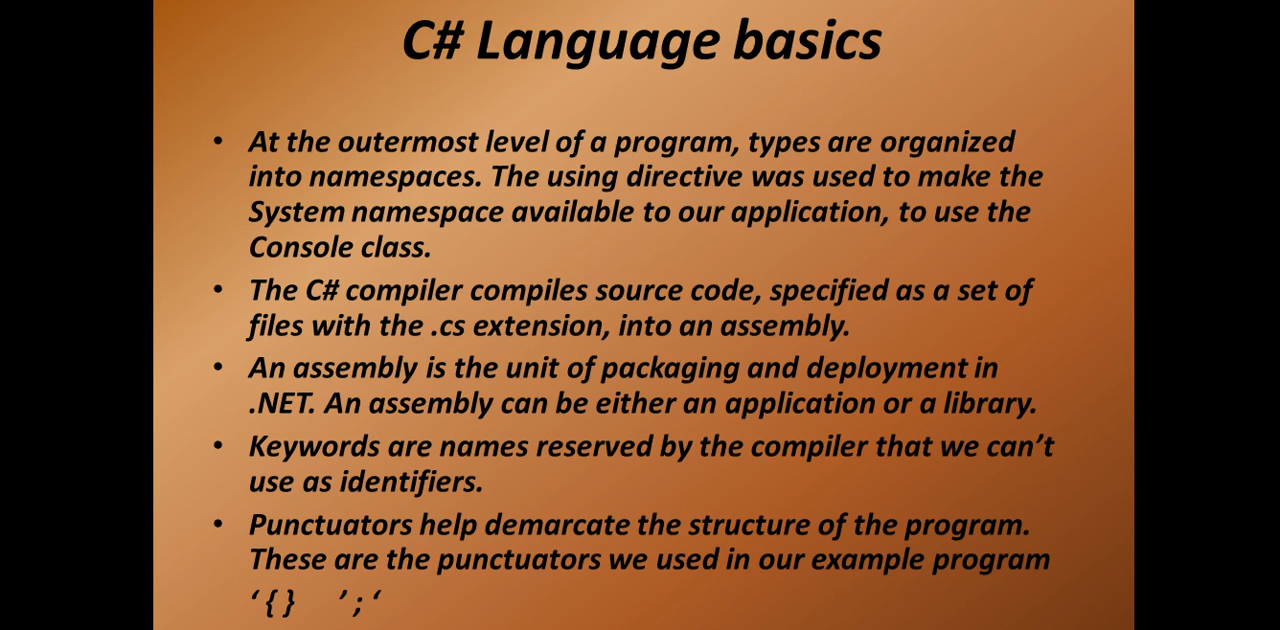 C# Language basics
• At the outermost level of a program, types are organized
into namespaces. The using directive was used to make the
System namespace available to our application, to use the
Console class.
• The C# compiler compiles source code, specified as a set of
files with the .cs extension, into an assembly.
• An assembly is the unit of packaging and deployment in
.NET. An assembly can be either an application or a library.
• Keywords are names reserved by the compiler that we can’t
use as identifiers.
• Punctuators help demarcate the structure of the program.
These are the punctuators we used in our example program
‘ { } ’ ; ‘